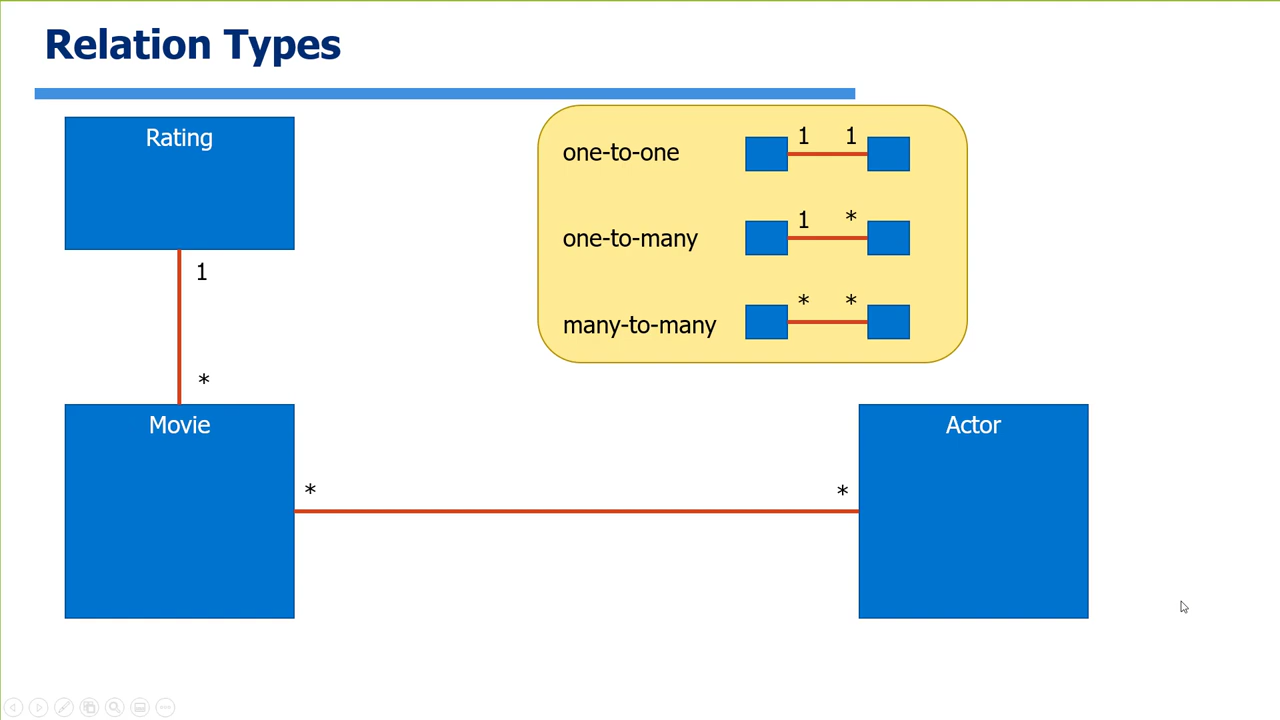 Relation Types
Rating
one-to-one 1 1
one-to-many 1 *
many-to-many * *
1
*
Movie
Actor
* *